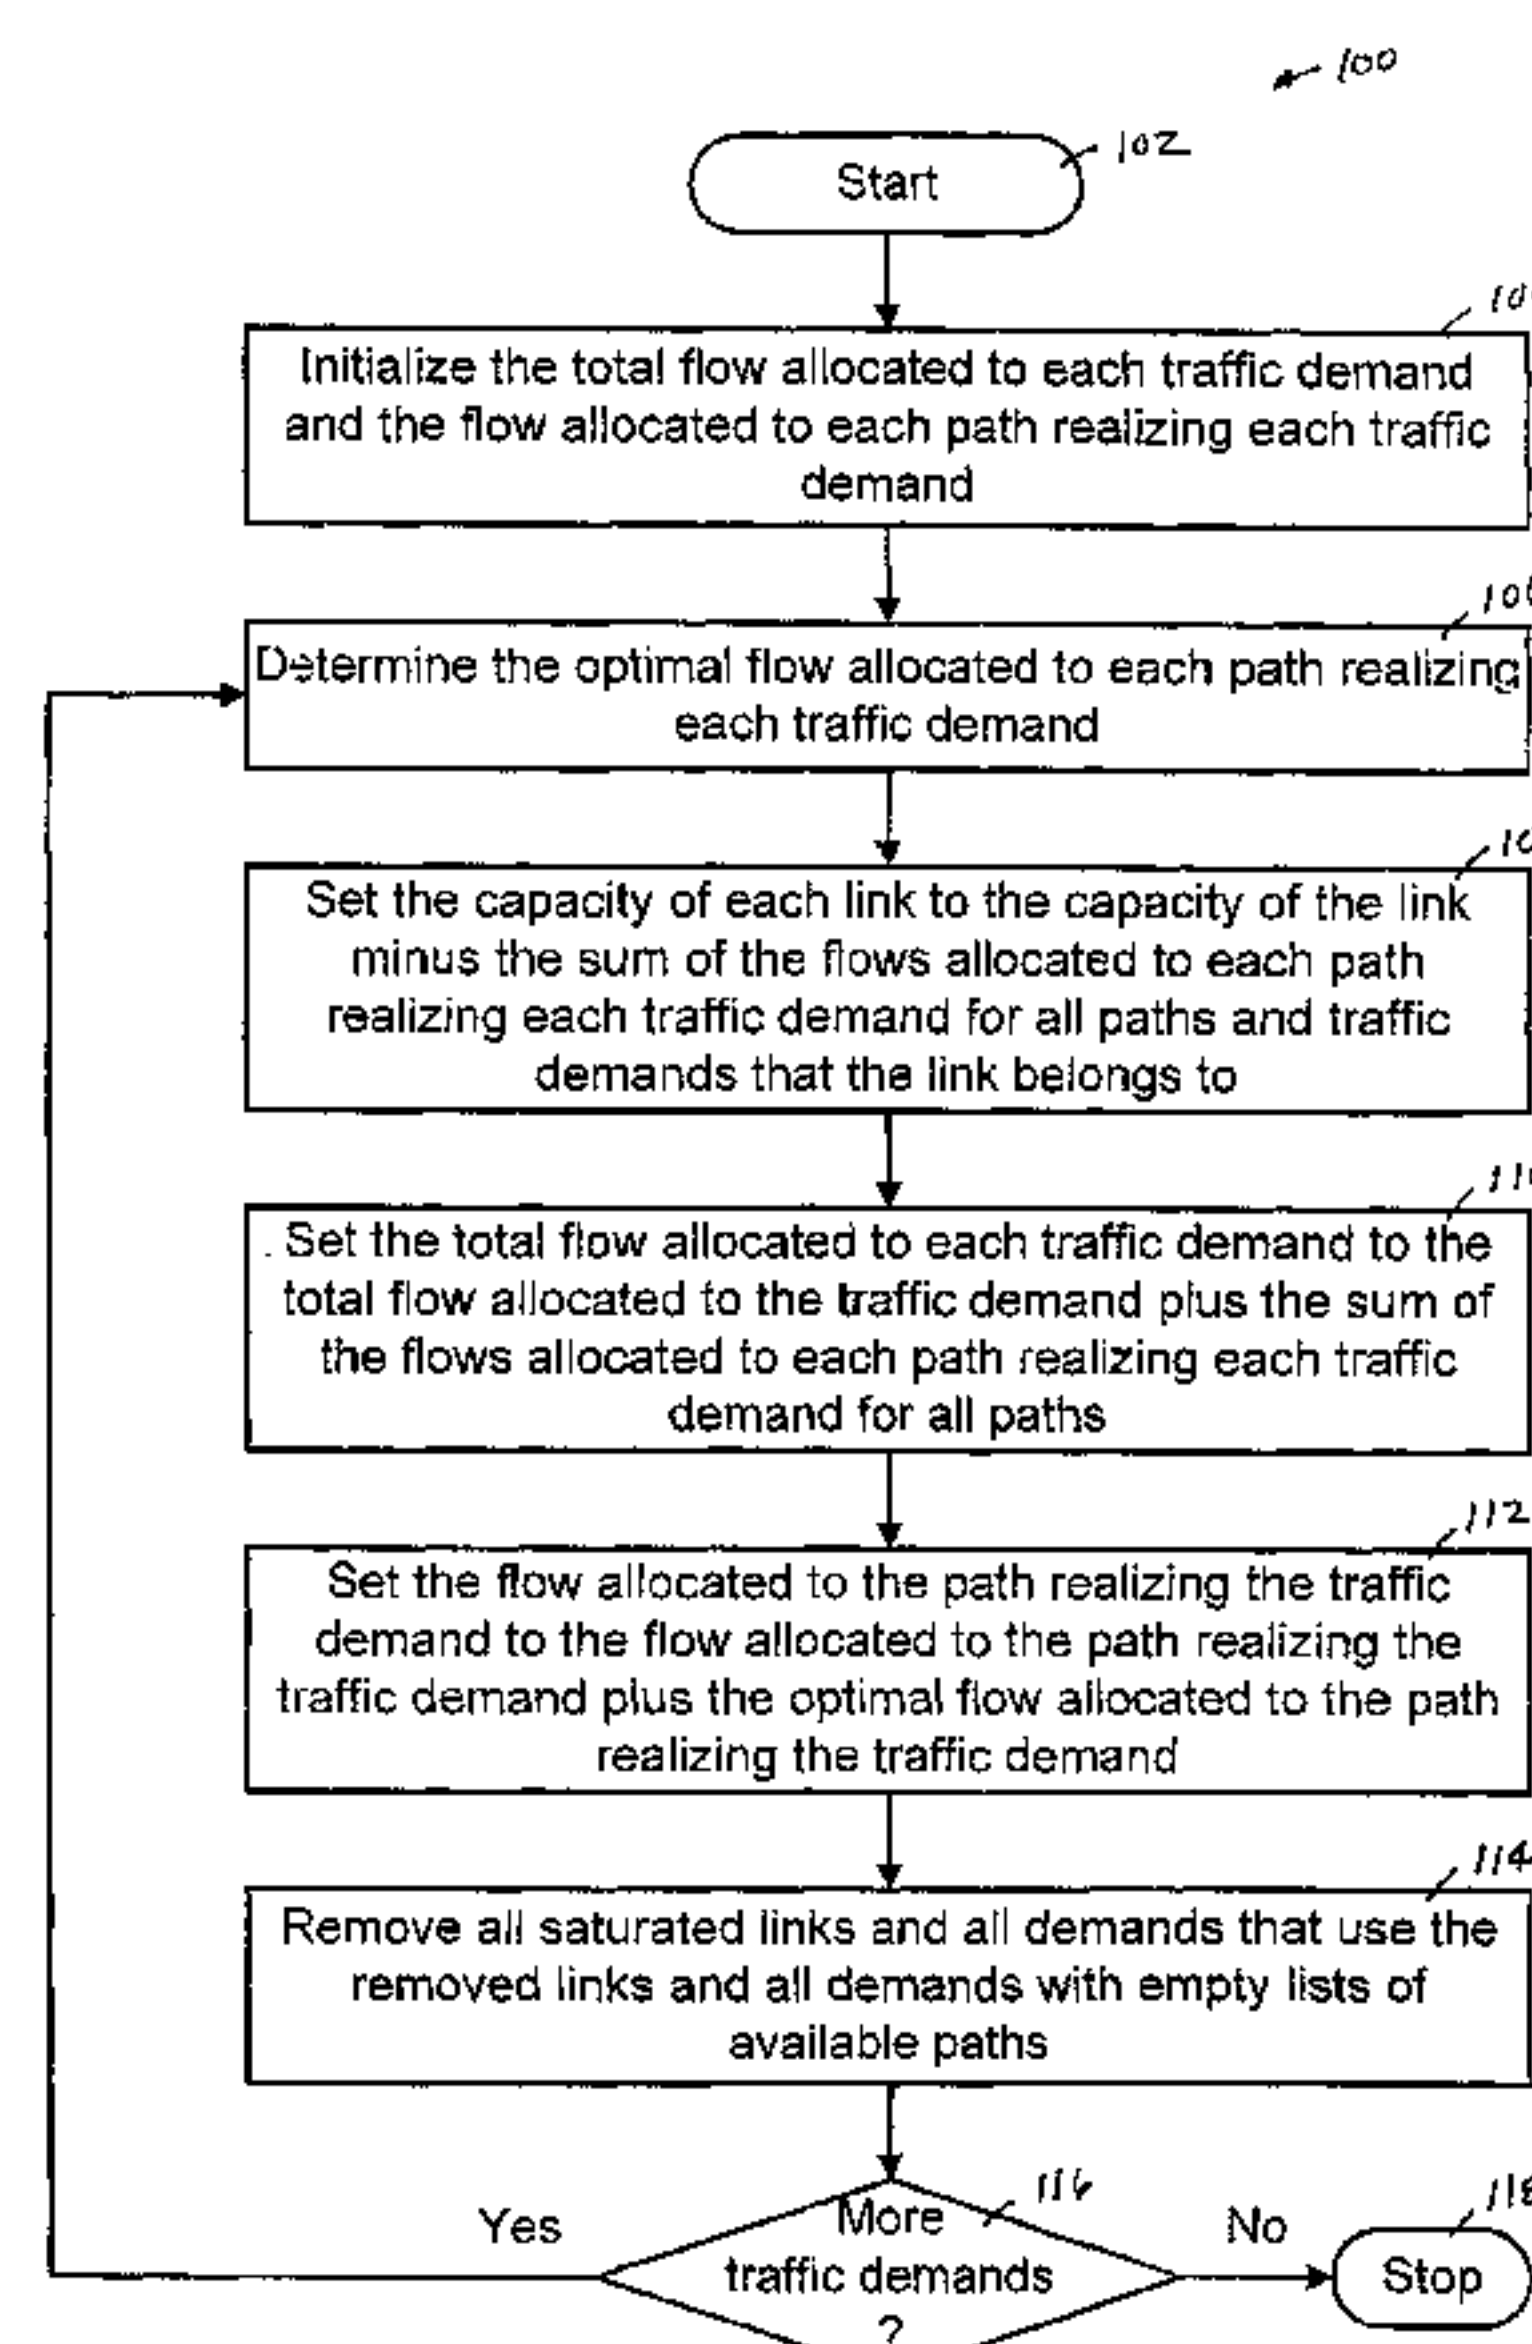 100
102
Start
Initialize the total flow allocated to each traffic demand
and the flow allocated to each path realizing each traffic
demand
Determine the optimal flow allocated to each path realizing
each traffic demand
Set the capacity of each link to the capacity of the link
minus the sum of the flows allocated to each path
realizing each traffic demand for all paths and traffic
demands that the link belongs to
Set the total flow allocated to each traffic demand to the
total flow allocated to the traffic demand plus the sum of
the flows allocated to each path realizing each traffic
demand for all paths
112
Set the flow allocated to the path realizing the traffic
demand to the flow allocated to the path realizing the
traffic demand plus the optimal flow allocated to the path
realizing the traffic demand
114
Remove all saturated links and all demands that use the
removed links and all demands with empty lists of
available paths
116
118
Yes
More
traffic demands
?
No
Stop